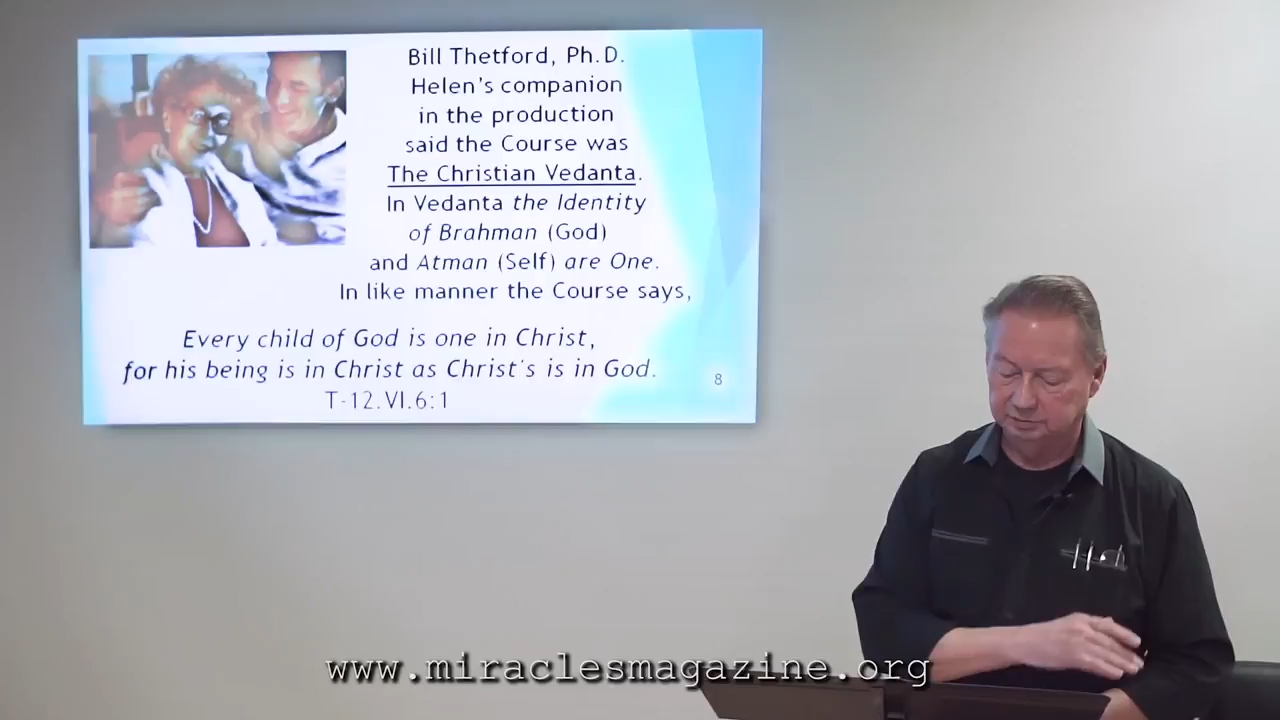 Bill Thetford, Ph.D.
Helen's companion
in the production
said the Course was
The Christian Vedanta.
In Vedanta the Identity
of Brahman (God)
and Atman (Self) are One.
In like manner the Course says,
Every child of God is one in Christ,
for his being is in Christ as Christ's is in God.
T-12.VI.6:1
8
www.miraclesmagazine.org